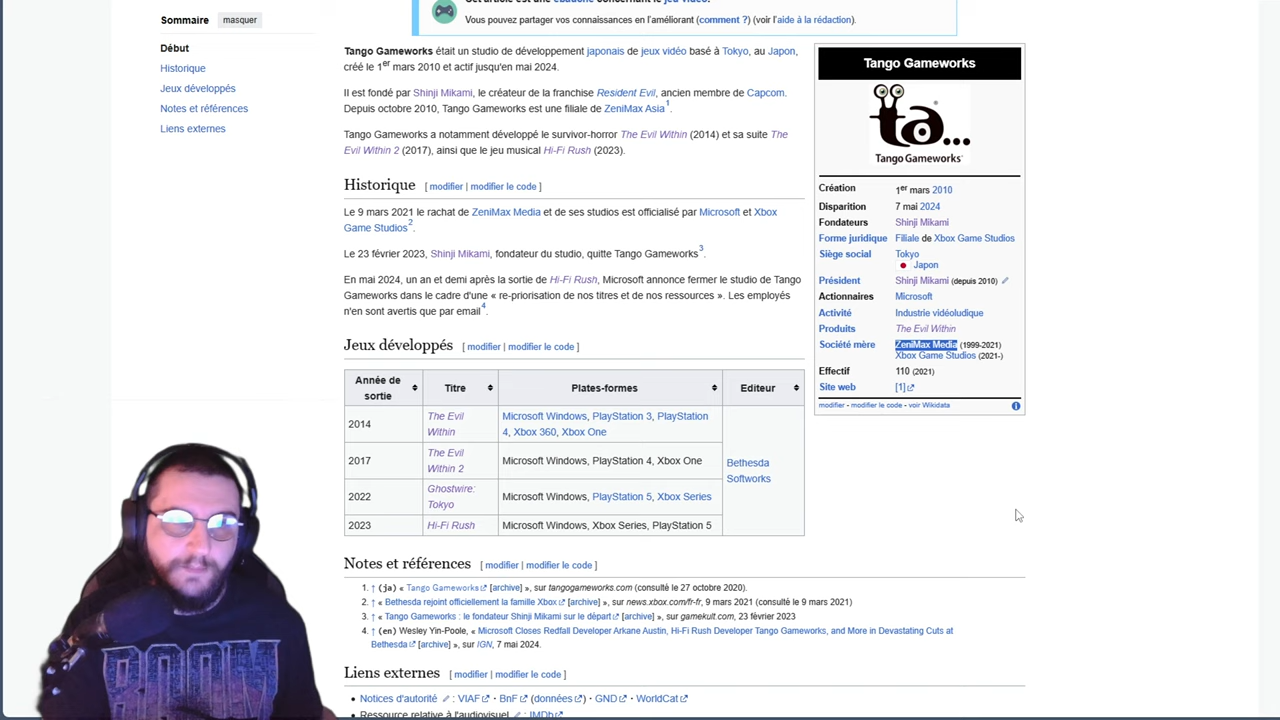 Cet article est une ébauche concernant le jeu vidéo.
Sommaire masquer
Vous pouvez partager vos connaissances en l'améliorant (comment ?) (voir l'aide à la rédaction).
Début
Historique
Jeux développés
Notes et références
Liens externes
Tango Gameworks était un studio de développement japonais de jeux vidéo basé à Tokyo, au Japon,
créé le 1er mars 2010 et actif jusqu'en mai 2024.
Il est fondé par Shinji Mikami, le créateur de la franchise Resident Evil, ancien membre de Capcom.
Depuis octobre 2010, Tango Gameworks est une filiale de ZeniMax Asia1.
Tango Gameworks a notamment développé le survivor-horror The Evil Within (2014) et sa suite The
Evil Within 2 (2017), ainsi que le jeu musical Hi-Fi Rush (2023).
Historique [ modifier | modifier le code ]
Le 9 mars 2021 le rachat de ZeniMax Media et de ses studios est officialisé par Microsoft et Xbox
Game Studios2.
Le 23 février 2023, Shinji Mikami, fondateur du studio, quitte Tango Gameworks3.
En mai 2024, un an et demi après la sortie de Hi-Fi Rush, Microsoft annonce fermer le studio de Tango
Gameworks dans le cadre d'une « re-priorisation de nos titres et de nos ressources ». Les employés
n'en sont avertis que par email4.
Tango Gameworks
ta...
Tango Gameworks
Création 1er mars 2010
Disparition 7 mai 2024
Fondateurs Shinji Mikami
Forme juridique Filiale de Xbox Game Studios
Siège social Tokyo
Japon
Président Shinji Mikami (depuis 2010)
Actionnaires Microsoft
Activité Industrie vidéoludique
Produits The Evil Within
Société mère ZeniMax Media (1999-2021)
Xbox Game Studios (2021-)
Effectif 110 (2021)
Site web [1]
modifier - modifier le code - voir Wikidata
Jeux développés [ modifier | modifier le code ]
Année de
sortie Titre Plates-formes Editeur
2014 The Evil
Within Microsoft Windows, PlayStation 3, PlayStation
4, Xbox 360, Xbox One
2017 The Evil
Within 2 Microsoft Windows, PlayStation 4, Xbox One
Bethesda
Softworks
2022 Ghostwire:
Tokyo Microsoft Windows, PlayStation 5, Xbox Series
2023 Hi-Fi Rush Microsoft Windows, Xbox Series, PlayStation 5
Notes et références [ modifier | modifier le code ]
1. ↑ (ja) « Tango Gameworks [archive] », sur tangogameworks.com (consulté le 27 octobre 2020).
2. ↑ « Bethesda rejoint officiellement la famille Xbox [archive] », sur news.xbox.com/fr-fr, 9 mars 2021 (consulté le 9 mars 2021)
3. ↑ « Tango Gameworks : le fondateur Shinji Mikami sur le départ [archive] », sur gamekult.com, 23 février 2023
4. ↑ (en) Wesley Yin-Poole, « Microsoft Closes Redfall Developer Arkane Austin, Hi-Fi Rush Developer Tango Gameworks, and More in Devastating Cuts at
Bethesda [archive] », sur IGN, 7 mai 2024.
Liens externes [ modifier | modifier le code ]
• Notices d'autorité : VIAF · BnF (données) · GND · WorldCat
• Ressource relative à l'audiovisuel : IMDb
DOOM